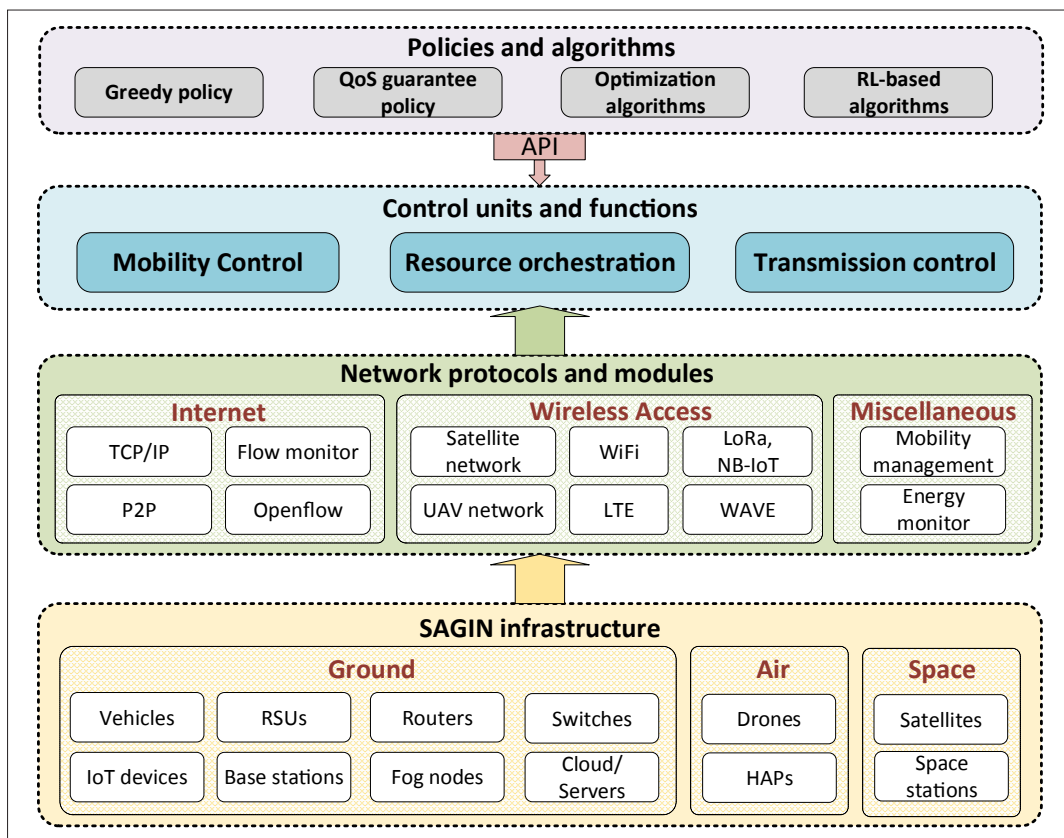 Policies and algorithms
Greedy policy
QoS guarantee
policy
Optimization
algorithms
RL-based
algorithms
API
Control units and functions
Mobility Control
Resource orchestration
Transmission control
Network protocols and modules
Internet
TCP/IP
Flow monitor
P2P
Openflow
Wireless Access
Satellite
network
WiFi
LoRa,
NB-IoT
UAV network
LTE
WAVE
Miscellaneous
Mobility
management
Energy
monitor
SAGIN infrastructure
Ground
Vehicles
RSUs
Routers
Switches
IoT devices
Base stations
Fog nodes
Cloud/
Servers
Air
Drones
HAPs
Space
Satellites
Space
stations